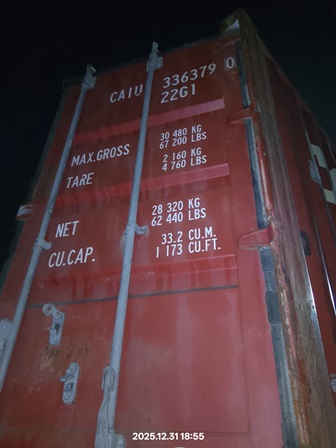 CAIU 336379 0
22G1
MAX.GROSS 30 480 KG
67 200 LBS
TARE 2 160 KG
4 760 LBS
NET 28 320 KG
62 440 LBS
CU.CAP. 33.2 CU.M.
1 173 CU.FT.
2025.12.31 18:55